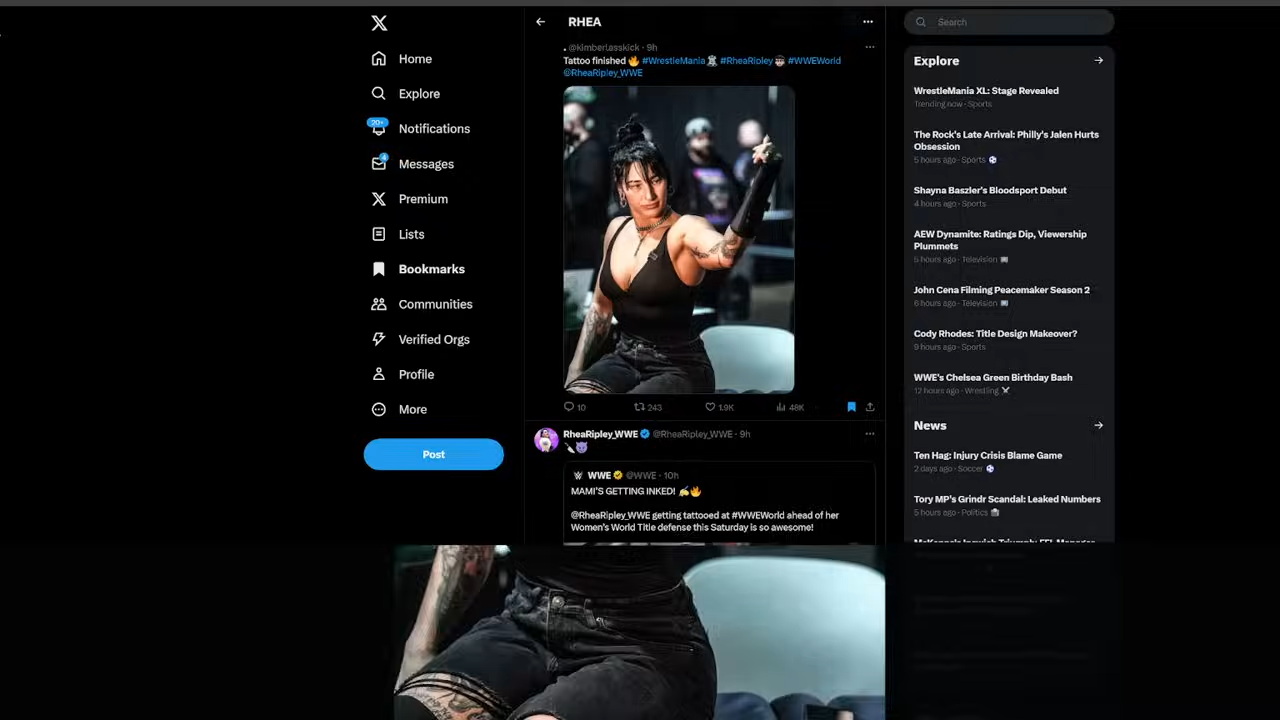 Home
Explore
20+
Notifications
4
Messages
Premium
Lists
Bookmarks
Communities
Verified Orgs
Profile
More
Post
RHEA
. @kimberlasskick · 9h
Tattoo finished 🔥 #WrestleMania #RheaRipley #WWEWorld
@RheaRipley_WWE
10
243
1.9K
48K
RheaRipley_WWE @RheaRipley_WWE · 9h
🔪😈
WWE @WWE · 10h
MAMI'S GETTING INKED! ✍️🔥
@RheaRipley_WWE getting tattooed at #WWEWorld ahead of her
Women's World Title defense this Saturday is so awesome!
Search
Explore
WrestleMania XL: Stage Revealed
Trending now · Sports
The Rock's Late Arrival: Philly's Jalen Hurts
Obsession
5 hours ago · Sports
Shayna Baszler's Bloodsport Debut
4 hours ago · Sports
AEW Dynamite: Ratings Dip, Viewership
Plummets
5 hours ago · Television
John Cena Filming Peacemaker Season 2
6 hours ago · Television
Cody Rhodes: Title Design Makeover?
9 hours ago · Sports
WWE's Chelsea Green Birthday Bash
12 hours ago · Wrestling
News
Ten Hag: Injury Crisis Blame Game
2 days ago · Soccer
Tory MP's Grindr Scandal: Leaked Numbers
5 hours ago · Politics